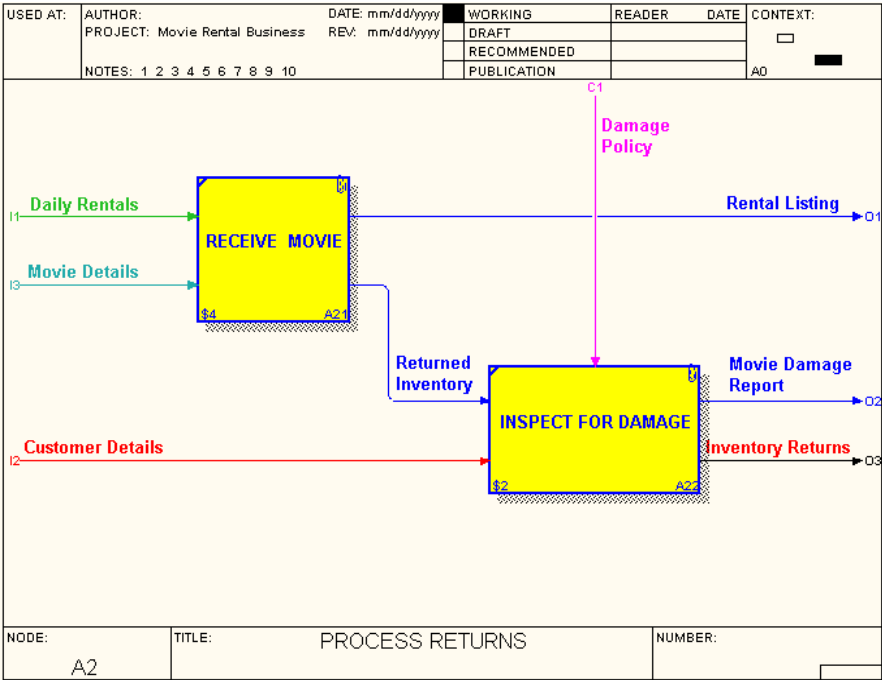 USED AT:
AUTHOR:
DATE: mm/dd/yyyy
WORKING
READER
DATE
CONTEXT:
PROJECT: Movie Rental Business
REV: mm/dd/yyyy
DRAFT
RECOMMENDED
NOTES: 1 2 3 4 5 6 7 8 9 10
PUBLICATION
A0
C1
Damage
Policy
I1
Daily Rentals
Rental Listing
O1
RECEIVE MOVIE
I3
Movie Details
$4
A21
Returned
Inventory
Movie Damage
Report
O2
INSPECT FOR DAMAGE
I2
Customer Details
Inventory Returns
O3
$2
A22
NODE:
TITLE:
PROCESS RETURNS
NUMBER:
A2